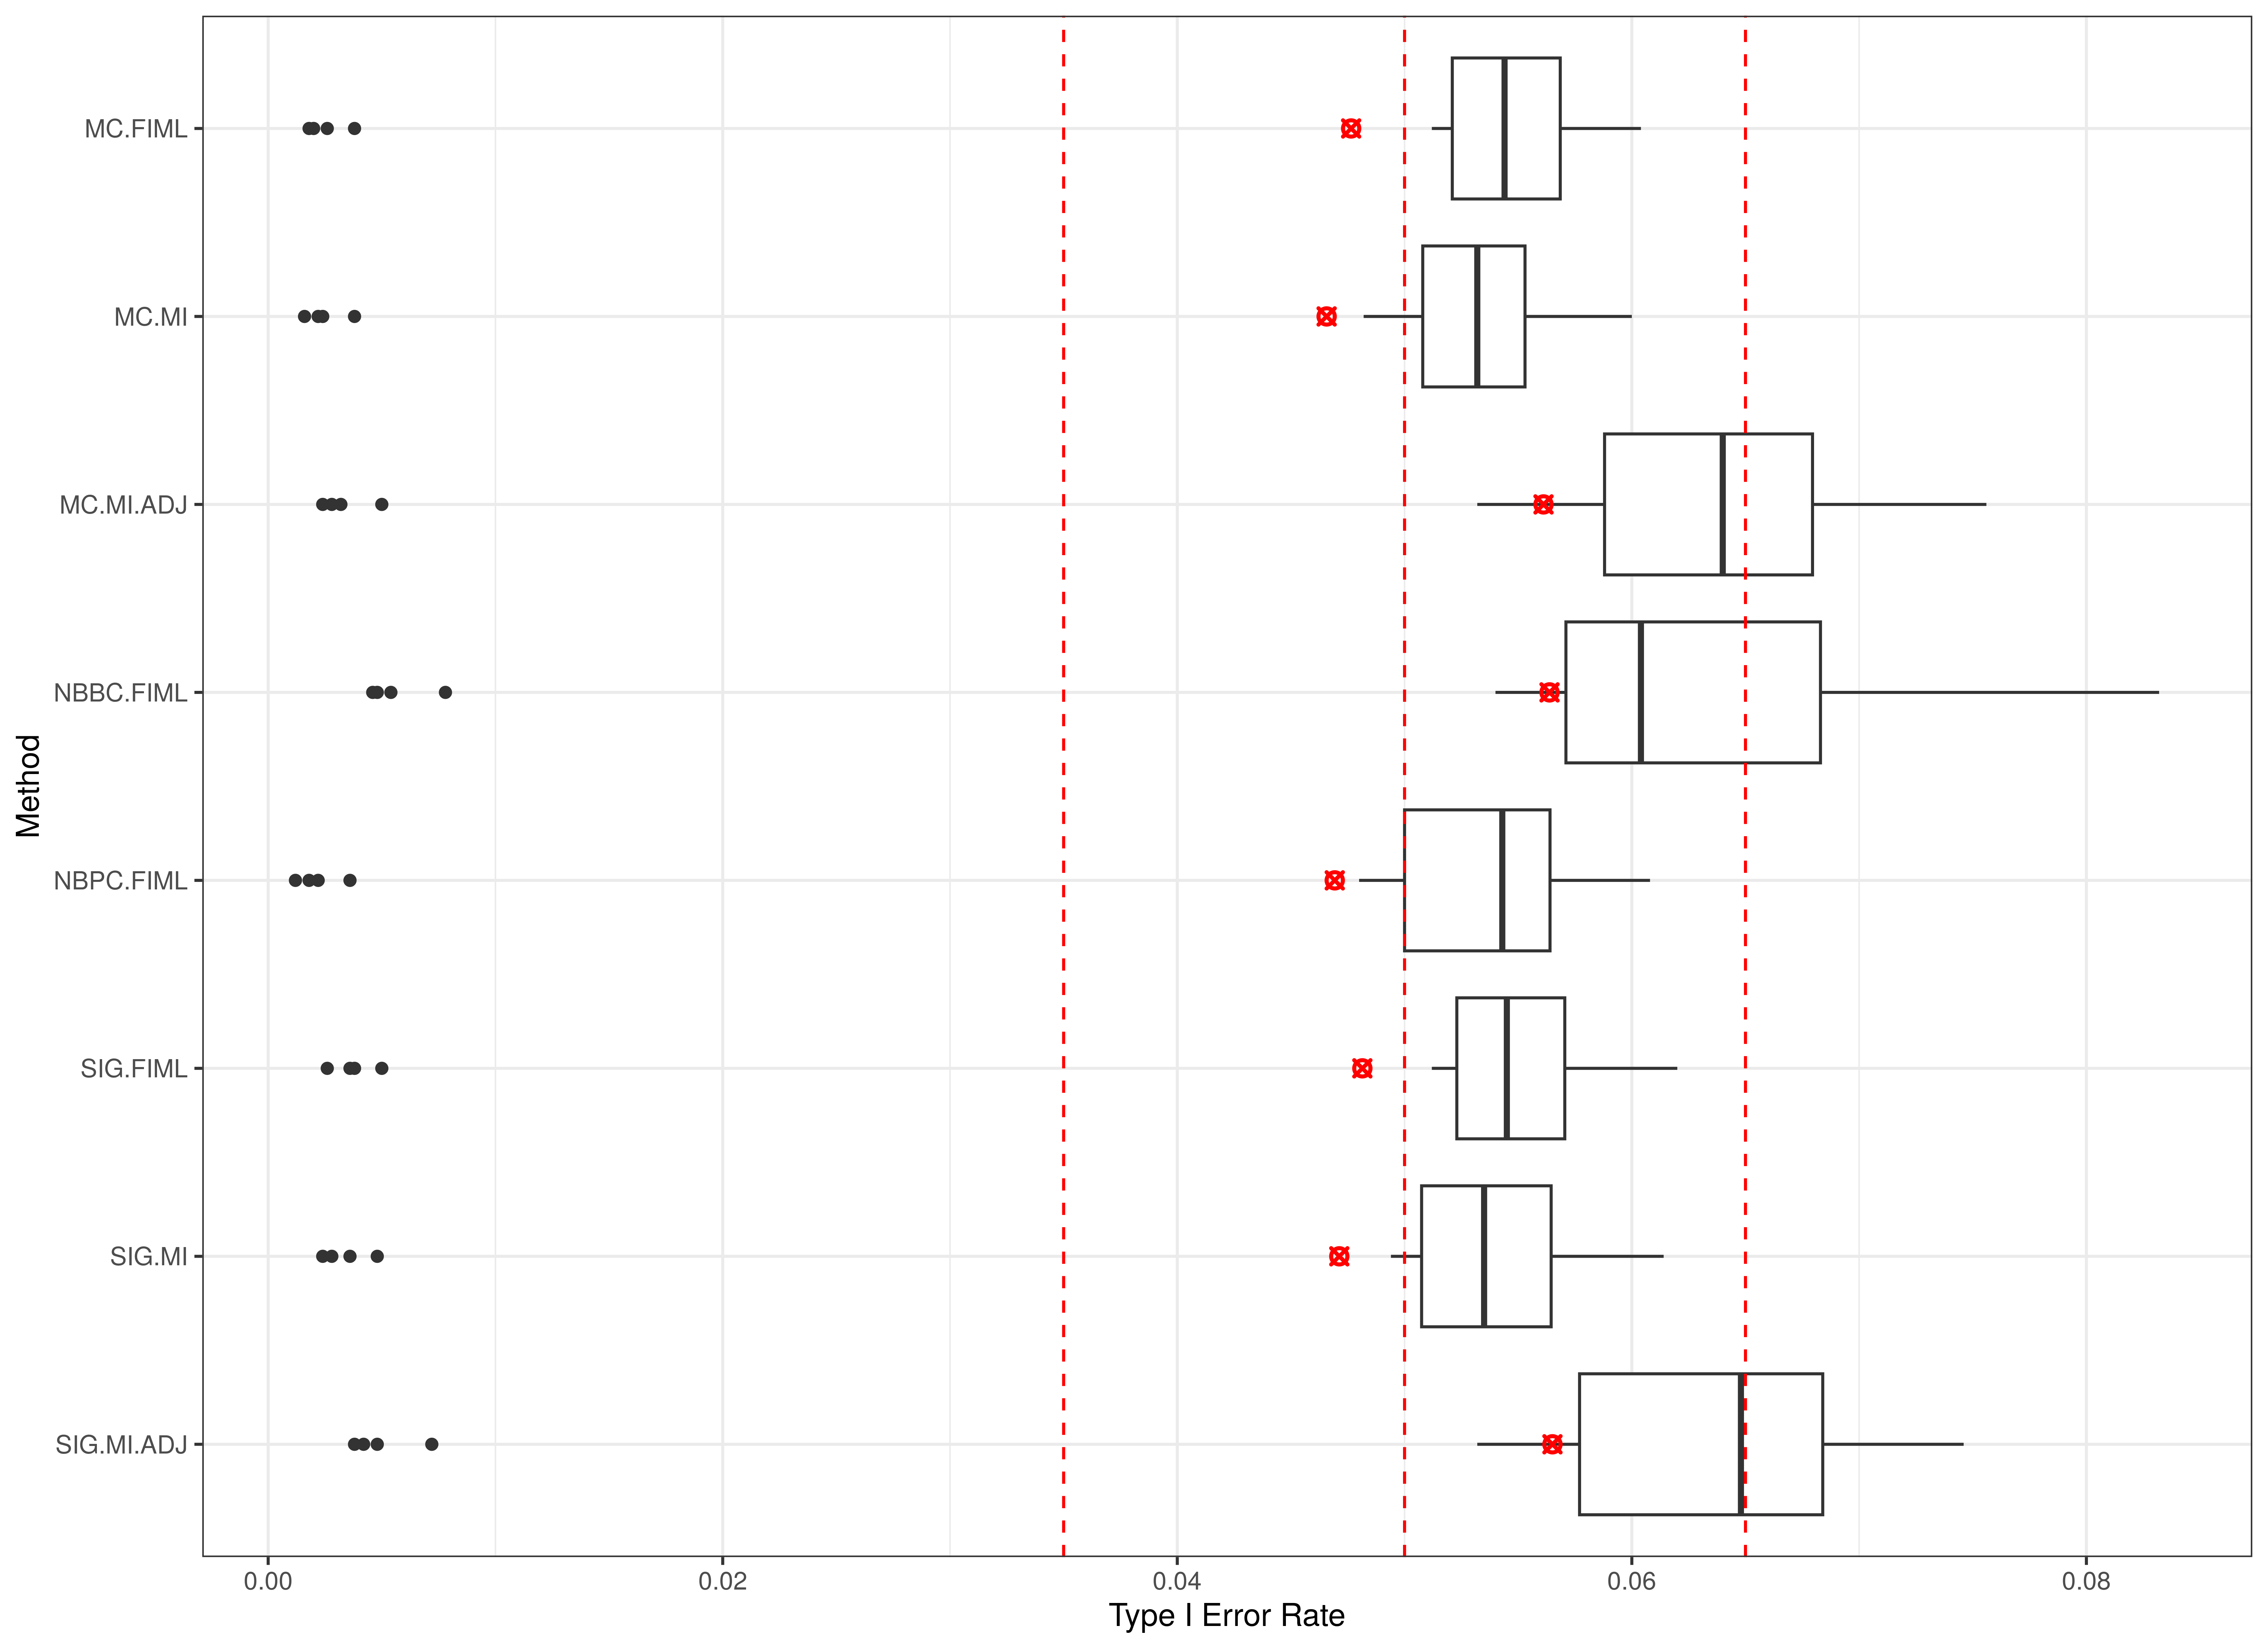 MC.FIML
MC.MI
MC.MI.ADJ
NBBC.FIML
NBPC.FIML
SIG.FIML
SIG.MI
SIG.MI.ADJ
Method
0.00 0.02 0.04 0.06 0.08
Type I Error Rate